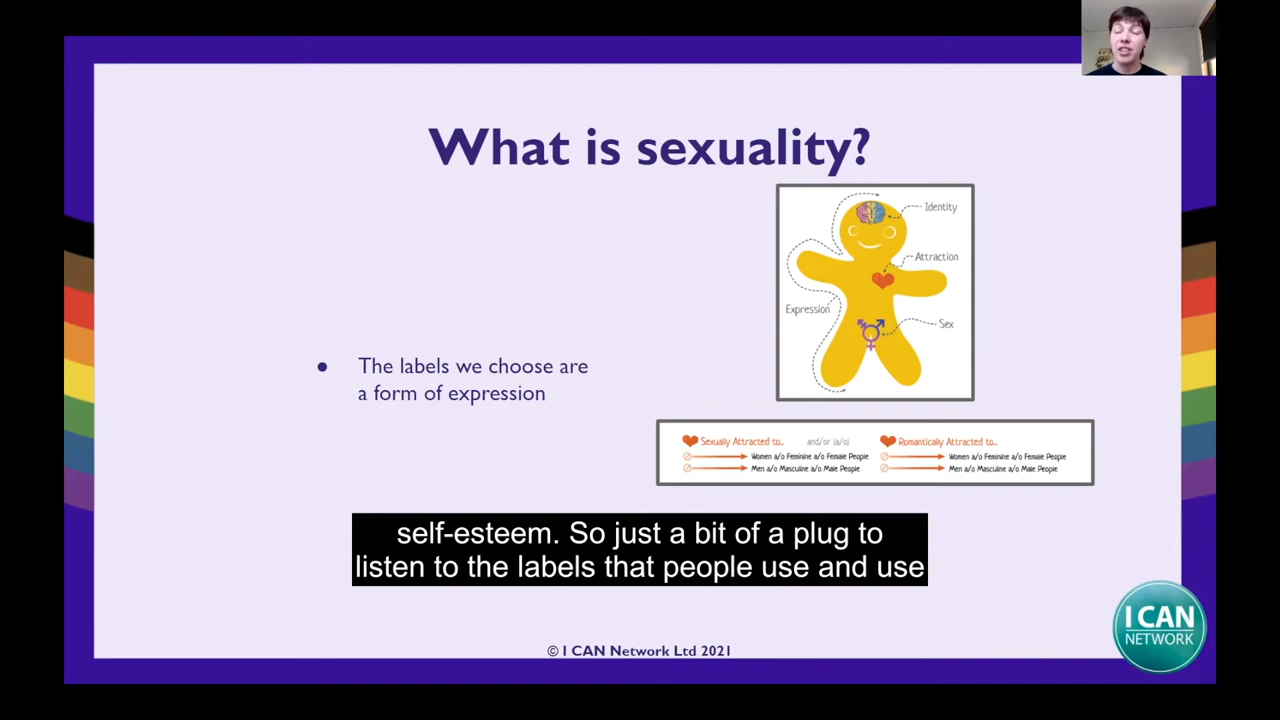 What is sexuality?
Identity
Attraction
Expression
Sex
● The labels we choose are
a form of expression
Sexually Attracted to... and/or (a/o) Romantically Attracted to...
Women a/o Feminine a/o Female People Women a/o Feminine a/o Female People
Men a/o Masculine a/o Male People Men a/o Masculine a/o Male People
self-esteem. So just a bit of a plug to
listen to the labels that people use and use
I CAN
NETWORK
© I CAN Network Ltd 2021